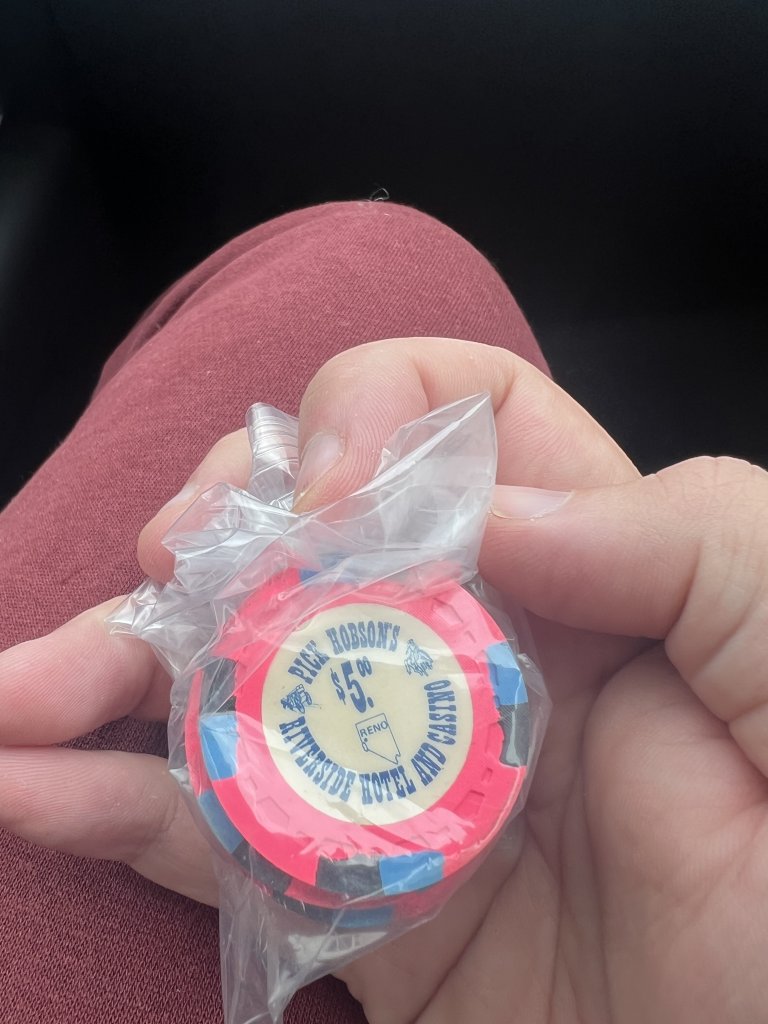 PICK HOBSON'S
$5.00
RENO
RIVERSIDE HOTEL AND CASINO